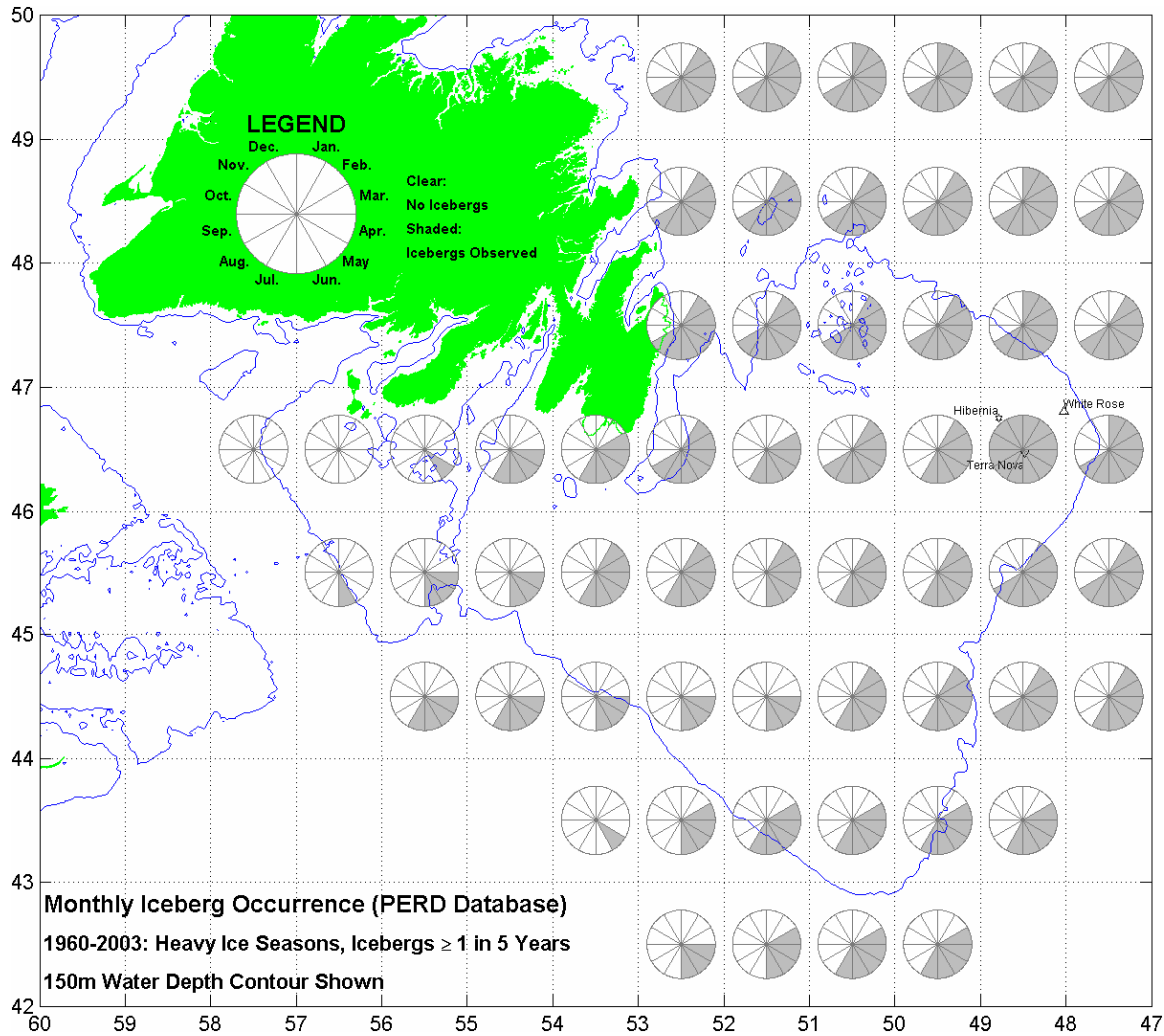 50
49
48
47
46
45
44
43
42
LEGEND
Dec. Jan.
Nov. Feb.
Oct. Mar.
Sep. Apr.
Aug. May
Jul. Jun.
Clear:
No Icebergs
Shaded:
Icebergs Observed
White Rose
Hibernia
Terra Nova
Monthly Iceberg Occurrence (PERD Database)
1960-2003: Heavy Ice Seasons, Icebergs ≥ 1 in 5 Years
150m Water Depth Contour Shown
60 59 58 57 56 55 54 53 52 51 50 49 48 47